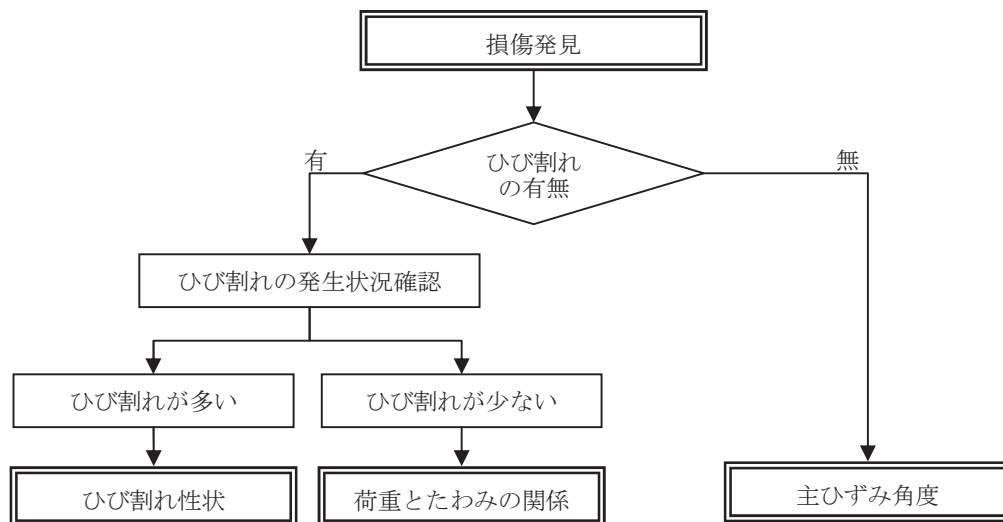 損傷発見
ひび割れ
の有無
有
無
ひび割れの発生状況確認
ひび割れが多い
ひび割れが少ない
ひび割れ性状
荷重とたわみの関係
主ひずみ角度